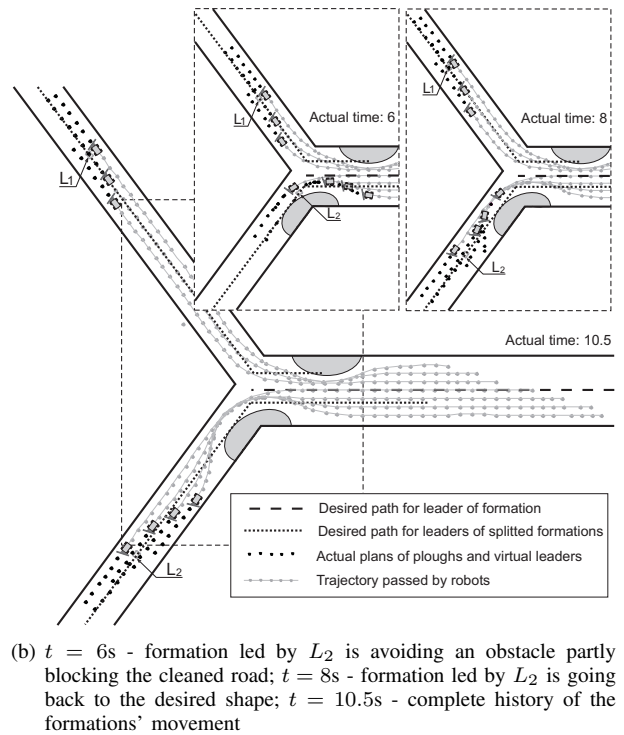 L1
Actual time: 6
L2
L1
Actual time: 8
L2
L1
Actual time: 10.5
L2
Desired path for leader of formation
Desired path for leaders of splitted formations
Actual plans of ploughs and virtual leaders
Trajectory passed by robots
(b) t = 6s - formation led by L2 is avoiding an obstacle partly
blocking the cleaned road; t = 8s - formation led by L2 is going
back to the desired shape; t = 10.5s - complete history of the
formations' movement